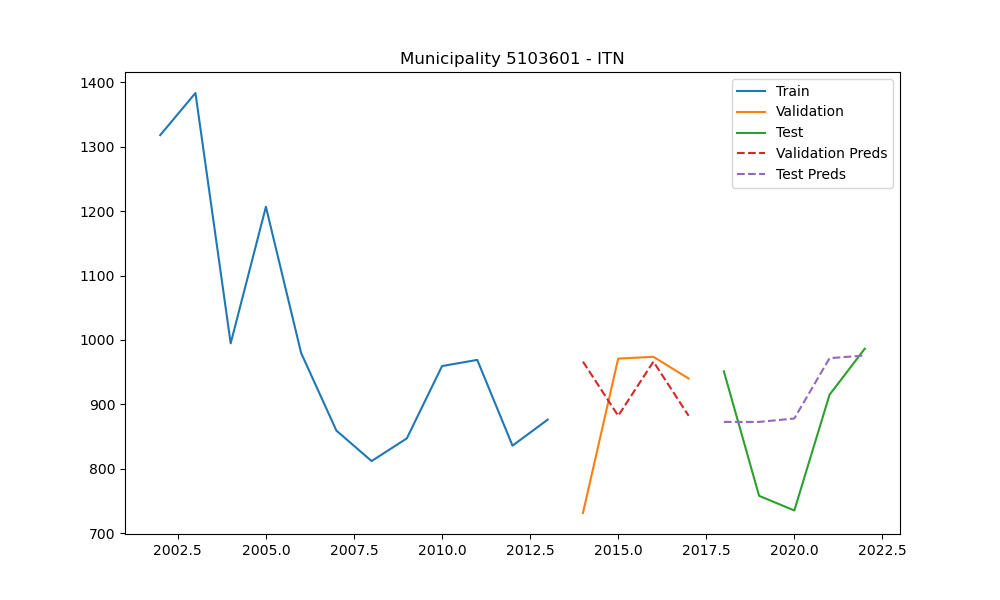 Municipality 5103601 - ITN
1400
1300
1200
1100
1000
900
800
700
2002.5 2005.0 2007.5 2010.0 2012.5 2015.0 2017.5 2020.0 2022.5
Train
Validation
Test
Validation Preds
Test Preds